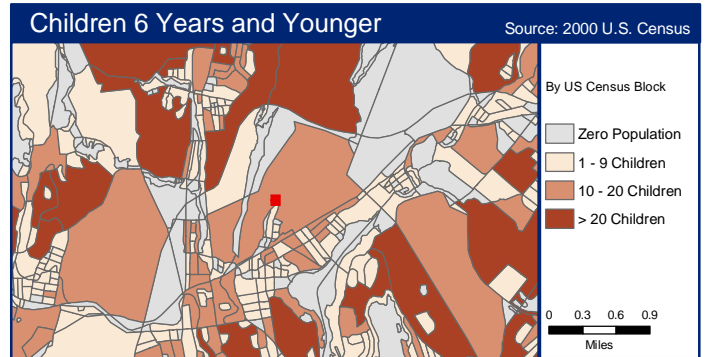 Children 6 Years and Younger
Source: 2000 U.S. Census
By US Census Block
Zero Population
1 - 9 Children
10 - 20 Children
> 20 Children
0 0.3 0.6 0.9
Miles